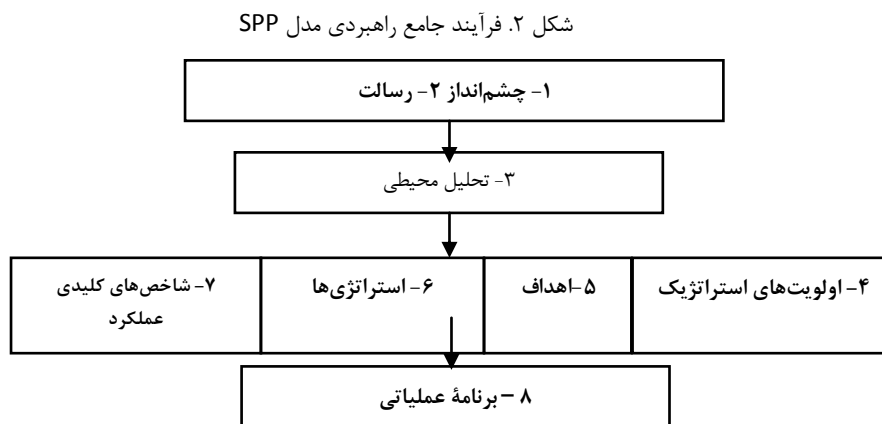 شکل ۲. فرآیند جامع راهبردی مدل SPP
۱- چشم‌انداز ۲- رسالت
۳- تحلیل محیطی
۴- اولویت‌های استراتژیک
۵-اهداف
۶- استراتژی‌ها
۷- شاخص‌های کلیدی
عملکرد
۸ – برنامهٔ عملیاتی